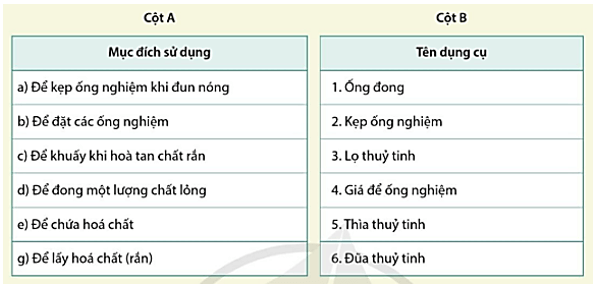 Cột A
Cột B
Mục đích sử dụng
Tên dụng cụ
a) Để kẹp ống nghiệm khi đun nóng
1. Ống đong
b) Để đặt các ống nghiệm
2. Kẹp ống nghiệm
c) Để khuấy khi hoà tan chất rắn
3. Lọ thuỷ tinh
d) Để đong một lượng chất lỏng
4. Giá để ống nghiệm
e) Để chứa hoá chất
5. Thìa thuỷ tinh
g) Để lấy hoá chất (rắn)
6. Đũa thuỷ tinh